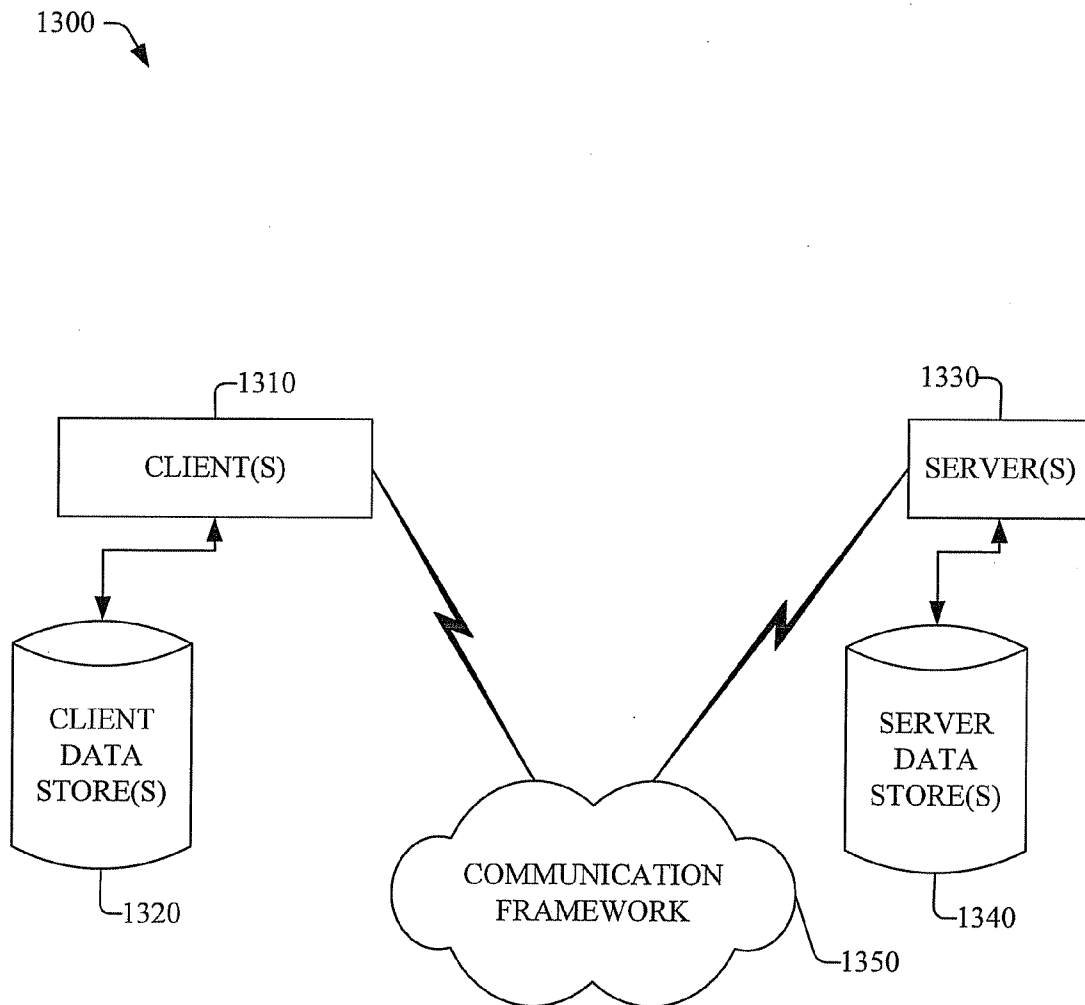 1300
1310
1330
CLIENT(S)
SERVER(S)
CLIENT
DATA
STORE(S)
SERVER
DATA
STORE(S)
COMMUNICATION
FRAMEWORK
1320
1340
1350